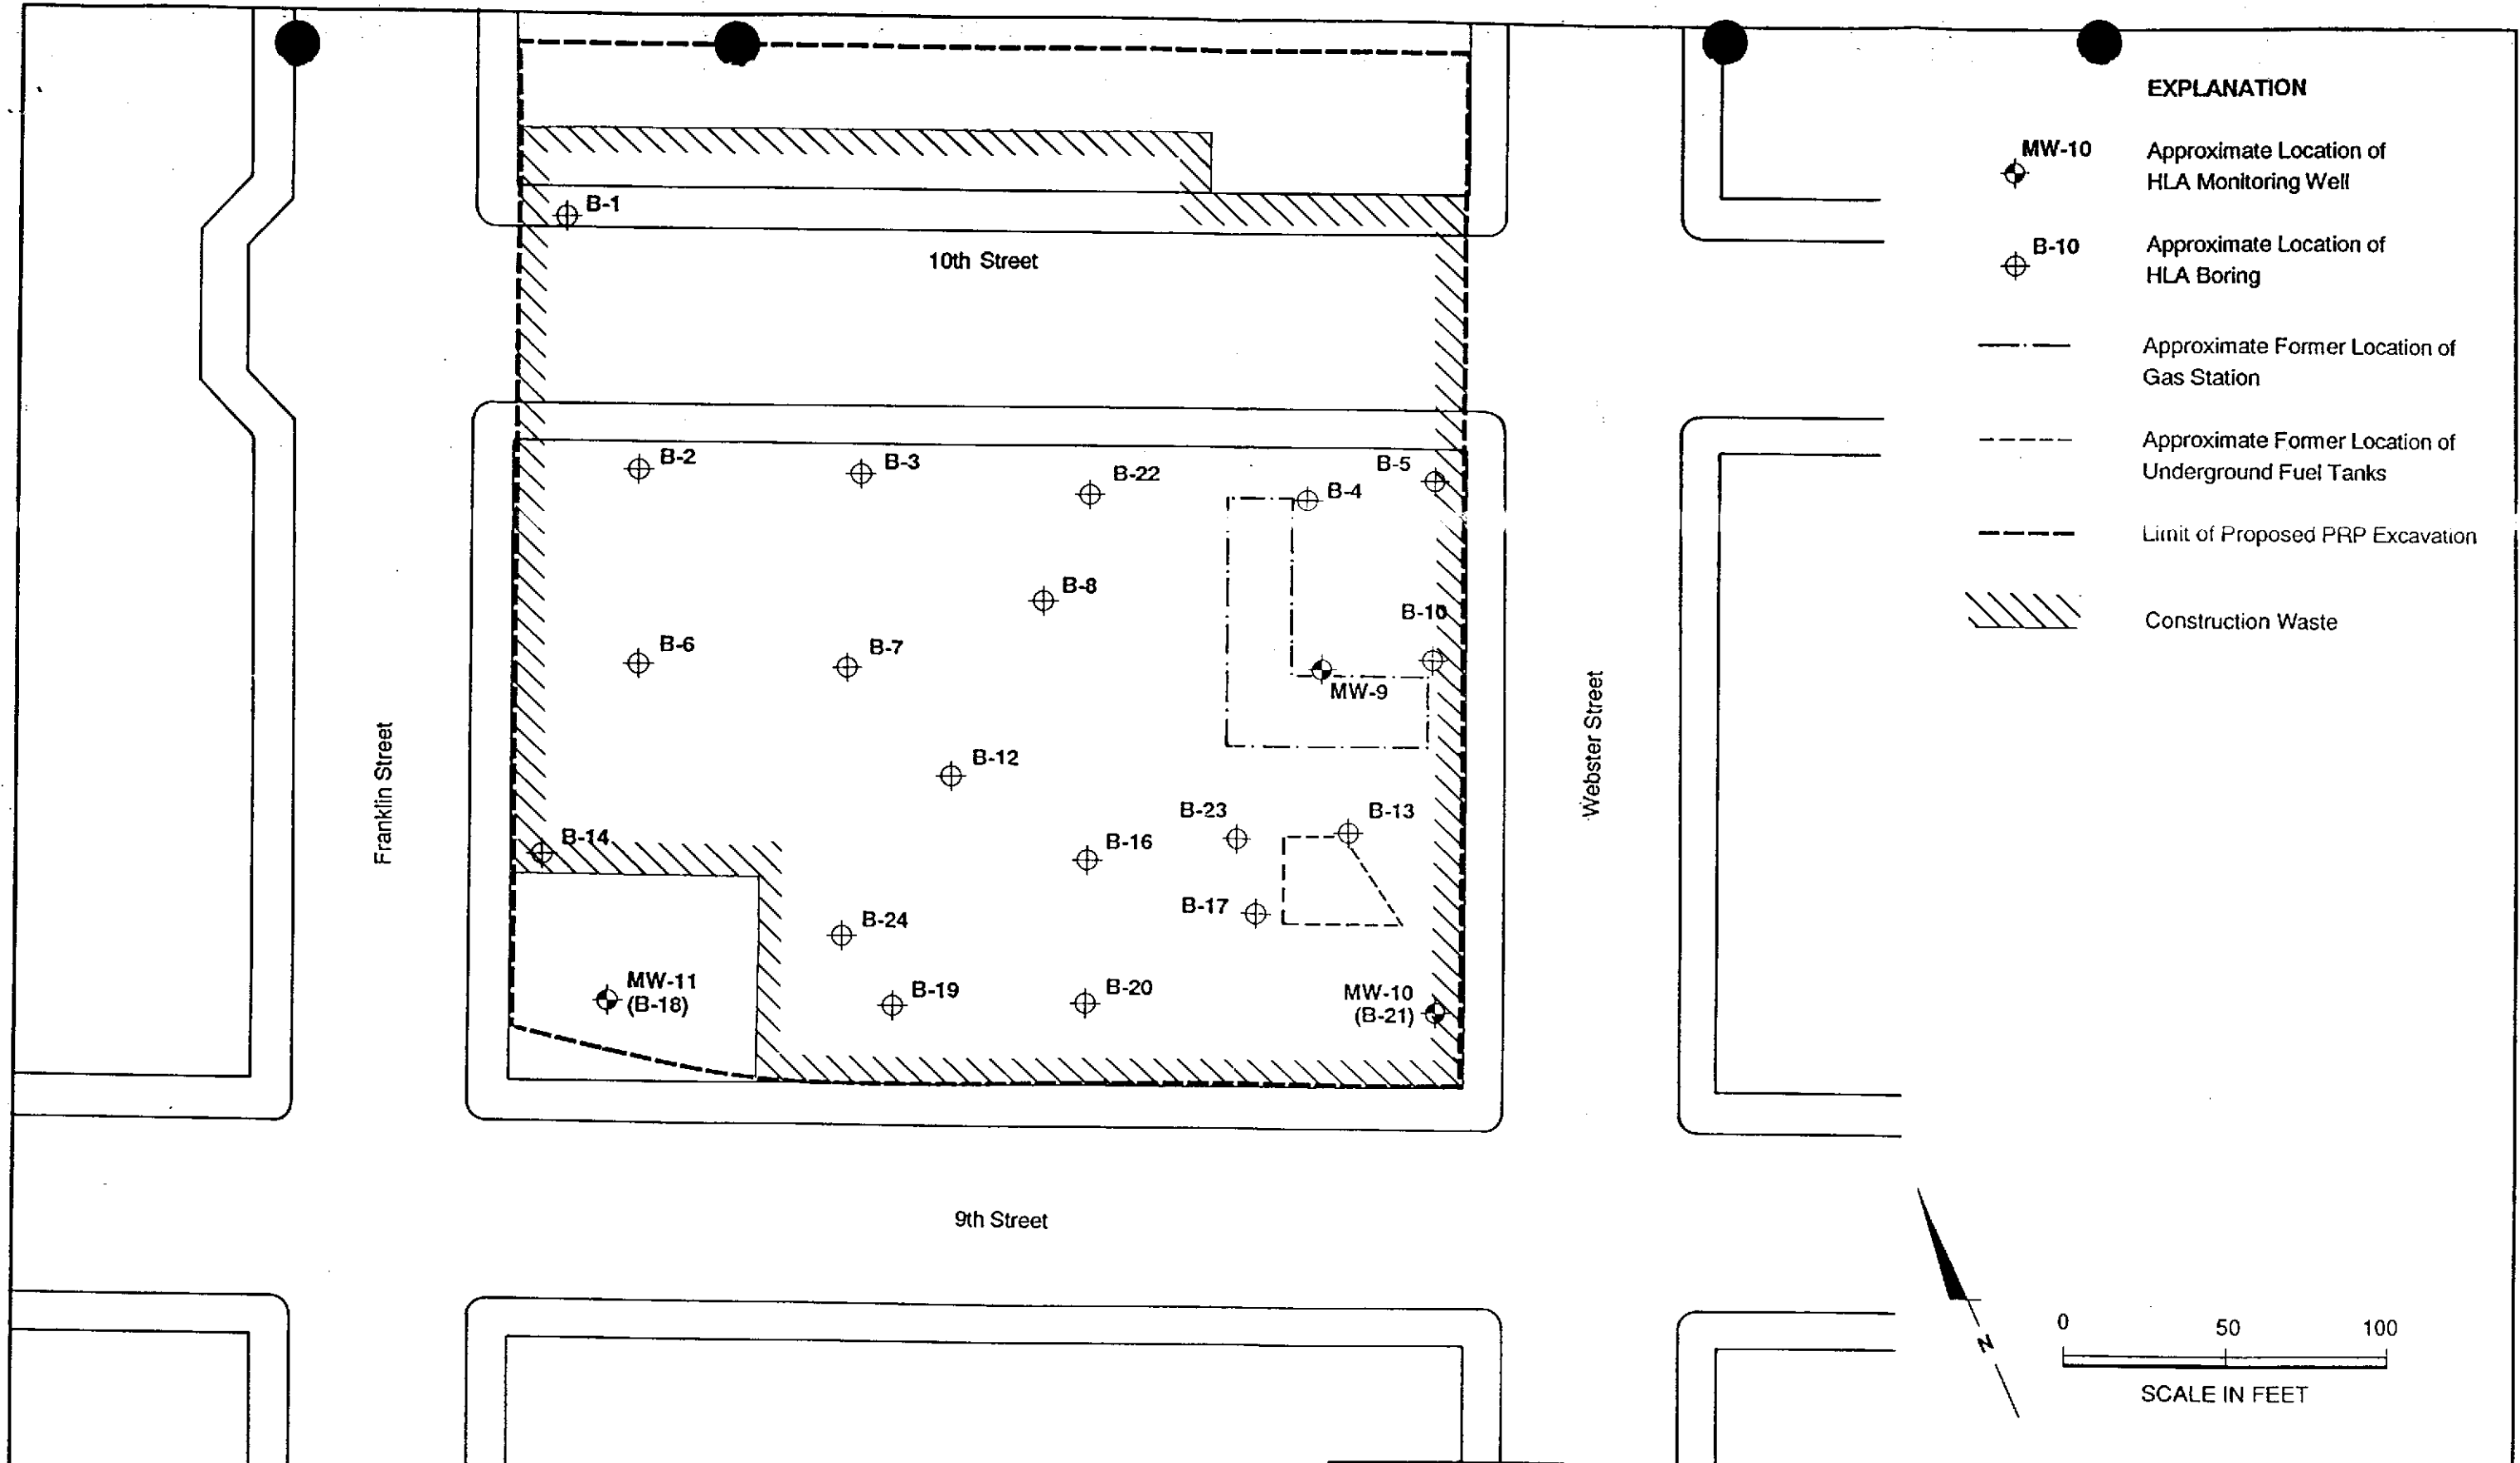 EXPLANATION
MW-10
Approximate Location of
HLA Monitoring Well
B-10
Approximate Location of
HLA Boring
Approximate Former Location of
Gas Station
Approximate Former Location of
Underground Fuel Tanks
Limit of Proposed PRP Excavation
Construction Waste
B-1
10th Street
B-2
B-3
B-22
B-4
B-5
B-8
B-10
B-6
B-7
MW-9
Franklin Street
Webster Street
B-12
B-14
B-16
B-23
B-13
B-17
B-24
MW-11
(B-18)
B-19
B-20
MW-10
(B-21)
9th Street
N
0 50 100
SCALE IN FEET